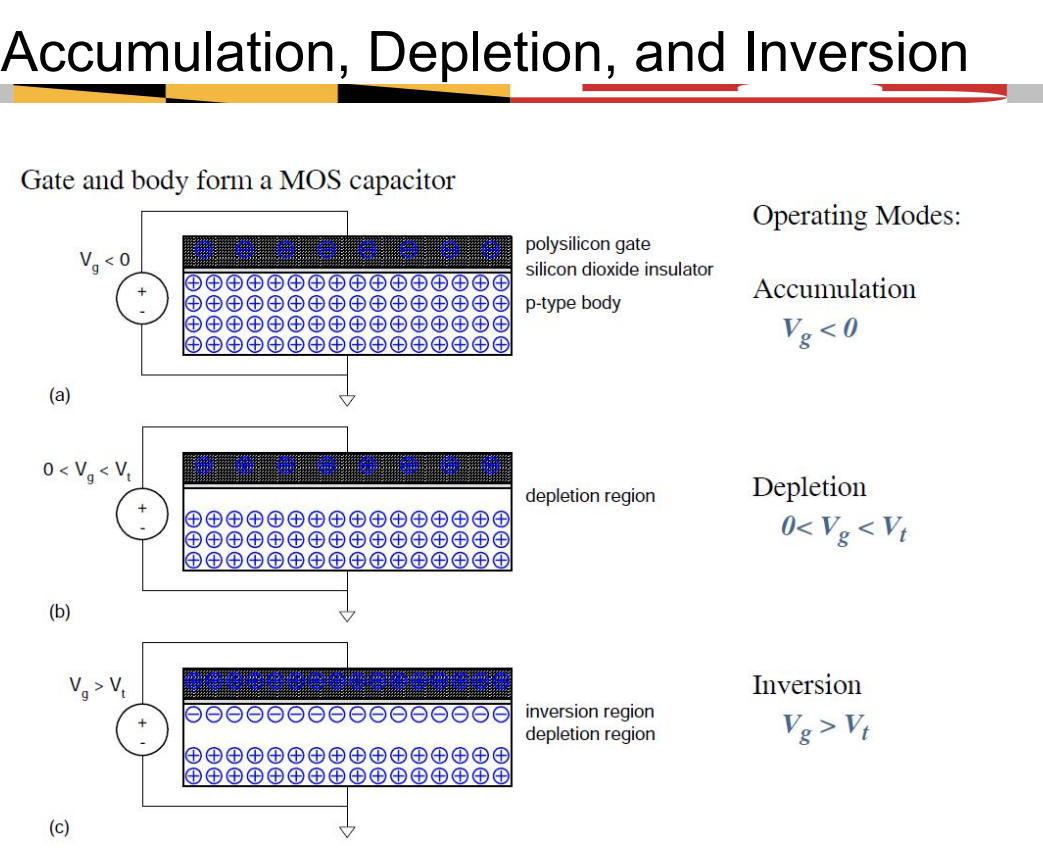 Accumulation, Depletion, and Inversion
Gate and body form a MOS capacitor
Operating Modes:
V_g < 0
+
-
polysilicon gate
silicon dioxide insulator
p-type body
(a)
Accumulation
V_g < 0
0 < V_g < V_t
+
-
depletion region
(b)
Depletion
0< V_g < V_t
V_g > V_t
+
-
inversion region
depletion region
(c)
Inversion
V_g > V_t